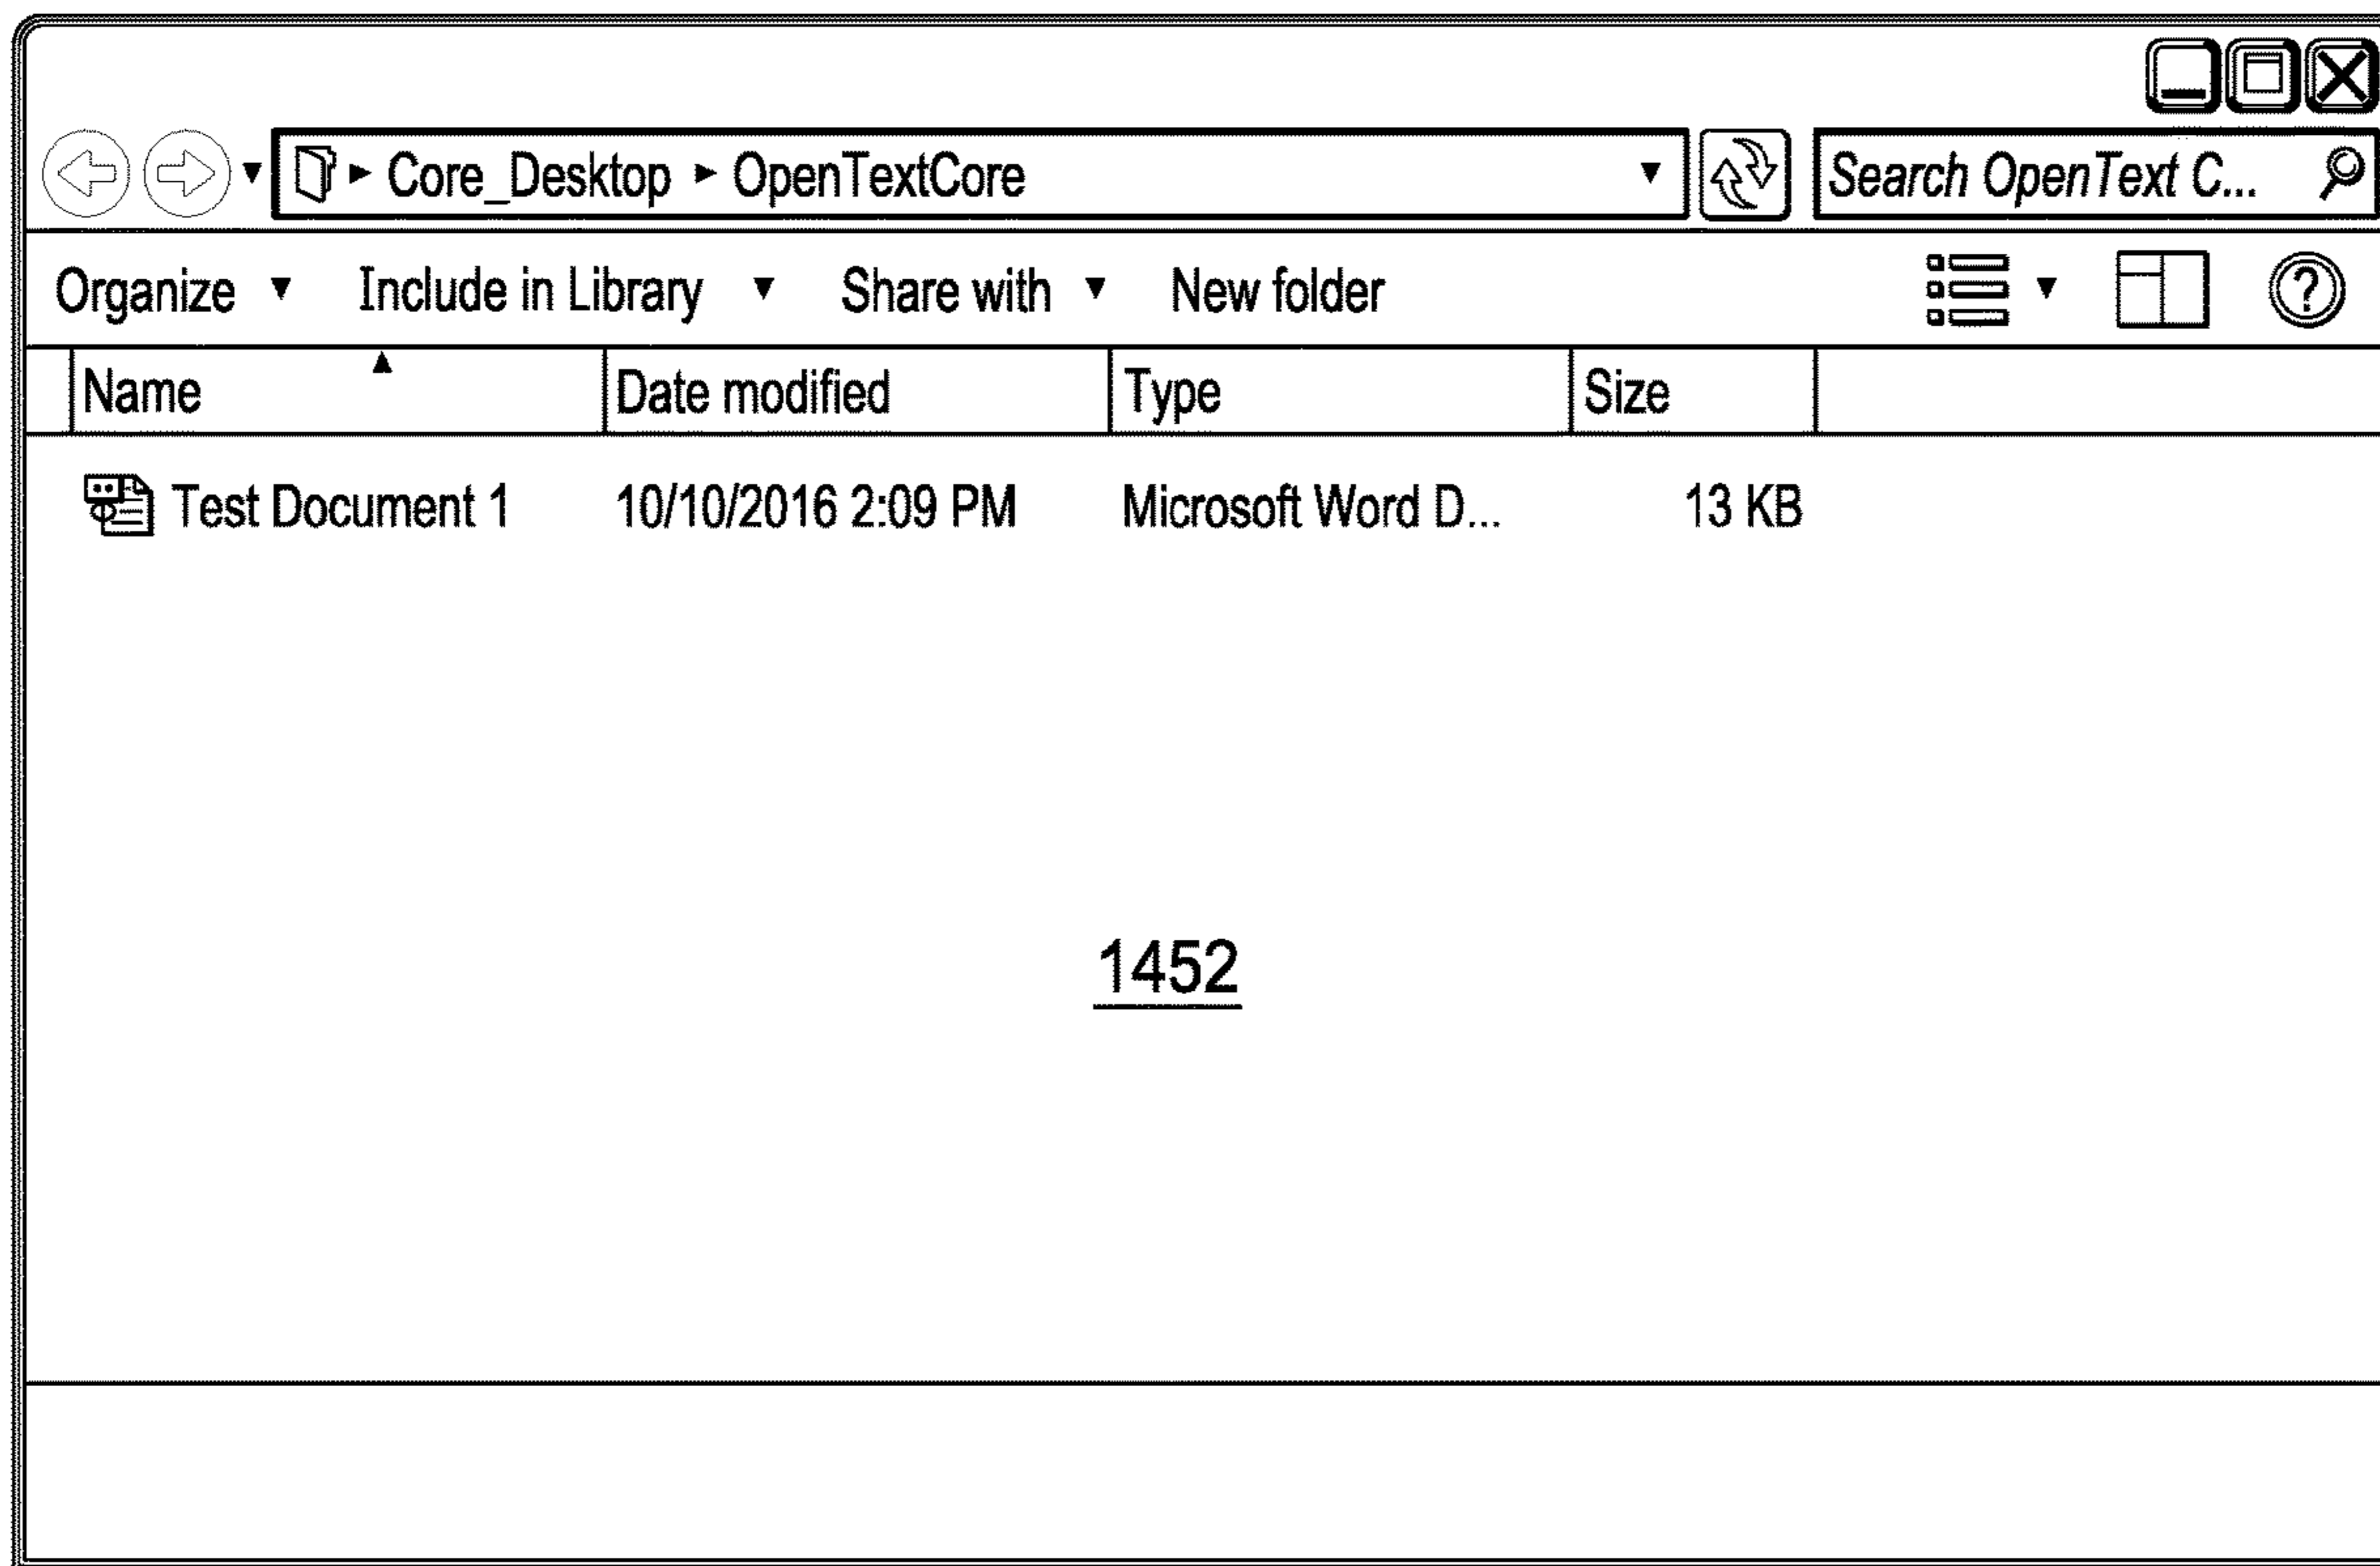 Core_Desktop ▸ OpenTextCore Search OpenText C...
Organize Include in Library Share with New folder
Name Date modified Type Size
Test Document 1 10/10/2016 2:09 PM Microsoft Word D... 13 KB
1452